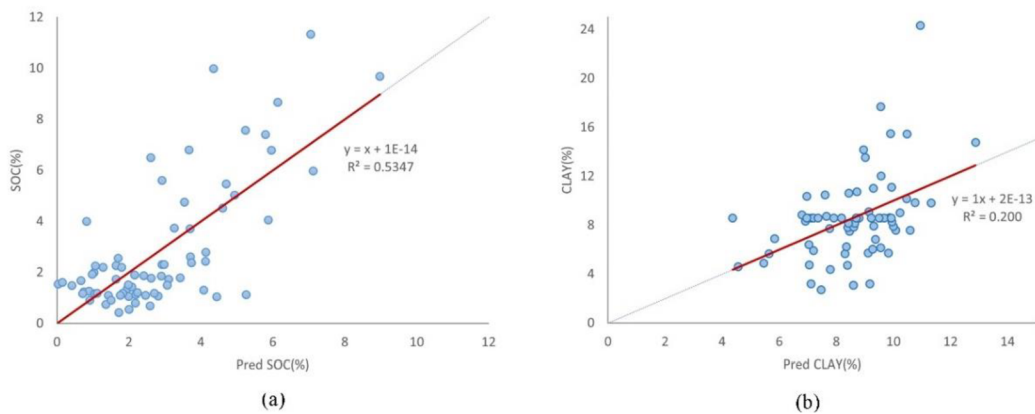 12
10
8
6
4
2
0
SOC(%)
y = x + 1E-14
R² = 0.5347
0 2 4 6 8 10 12
Pred SOC(%)
(a)
24
20
16
12
8
4
0
CLAY(%)
y = 1x + 2E-13
R² = 0.200
0 2 4 6 8 10 12 14
Pred CLAY(%)
(b)